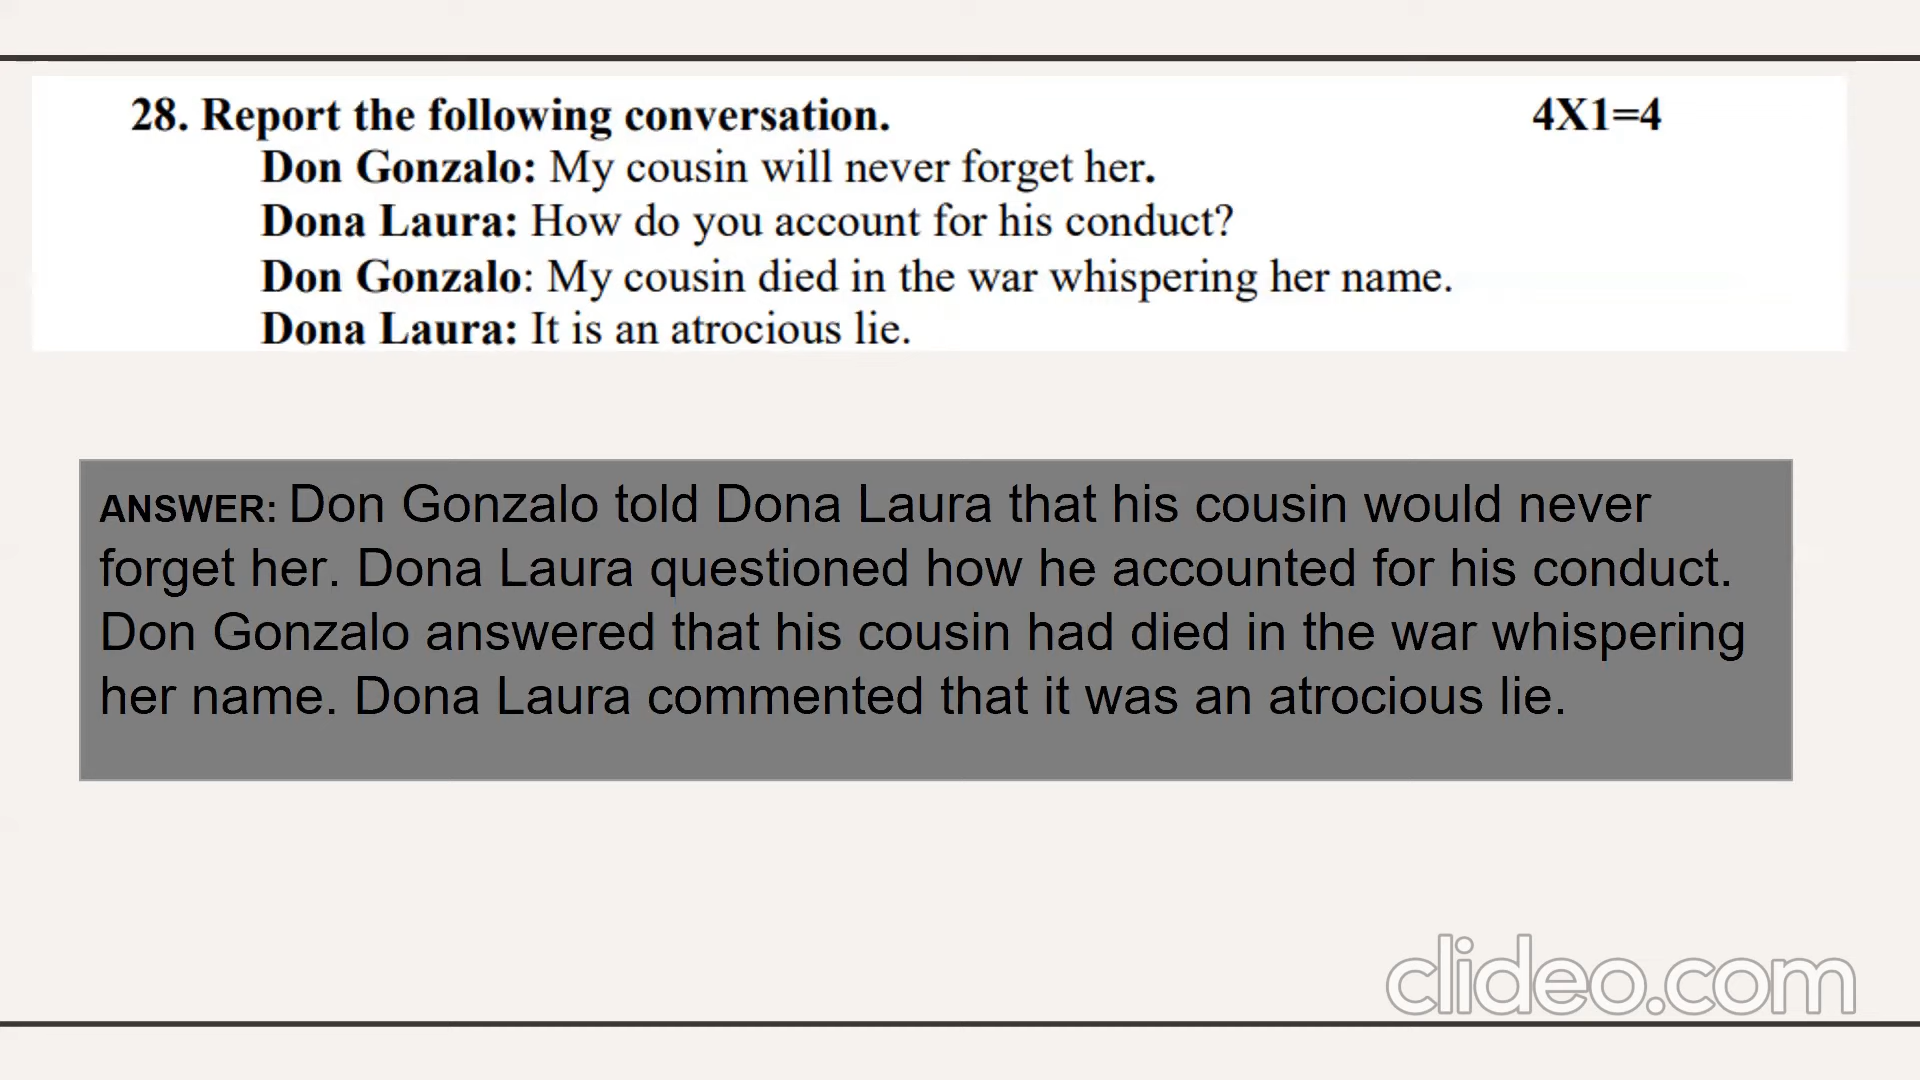 28. Report the following conversation. 4X1=4
Don Gonzalo: My cousin will never forget her.
Dona Laura: How do you account for his conduct?
Don Gonzalo: My cousin died in the war whispering her name.
Dona Laura: It is an atrocious lie.
ANSWER: Don Gonzalo told Dona Laura that his cousin would never
forget her. Dona Laura questioned how he accounted for his conduct.
Don Gonzalo answered that his cousin had died in the war whispering
her name. Dona Laura commented that it was an atrocious lie.
clideo.com